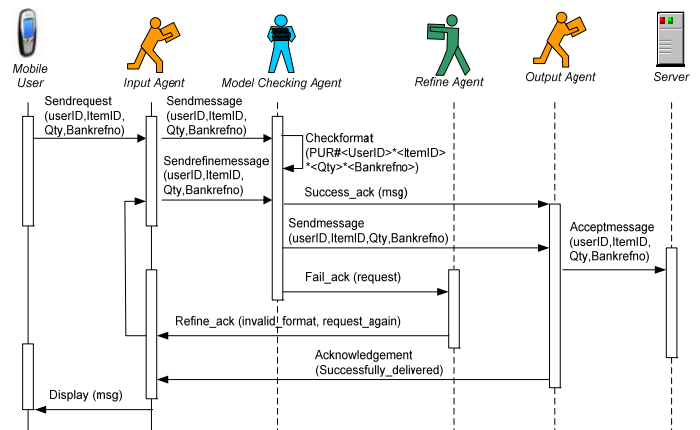 Mobile
User
Input Agent
Model Checking Agent
Refine Agent
Output Agent
Server
Sendrequest
(userID,ItemID,
Qty,Bankrefno)
Sendmessage
(userID,ItemID,
Qty,Bankrefno)
Checkformat
(PUR#<UserID>*<ItemID>
*<Qty>*<Bankrefno>)
Sendrefinemessage
(userID,ItemID,
Qty,Bankrefno)
Success_ack (msg)
Sendmessage
(userID,ItemID,Qty,Bankrefno)
Acceptmessage
(userID,ItemID,
Qty,Bankrefno)
Fail_ack (request)
Refine_ack (invalid_format, request_again)
Acknowledgement
(Successfully_delivered)
Display (msg)